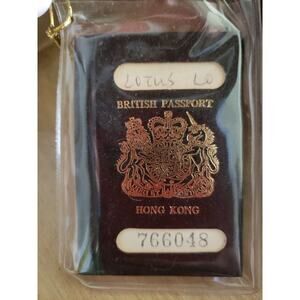 LOTUS LO
BRITISH PASSPORT
HONG KONG
766048